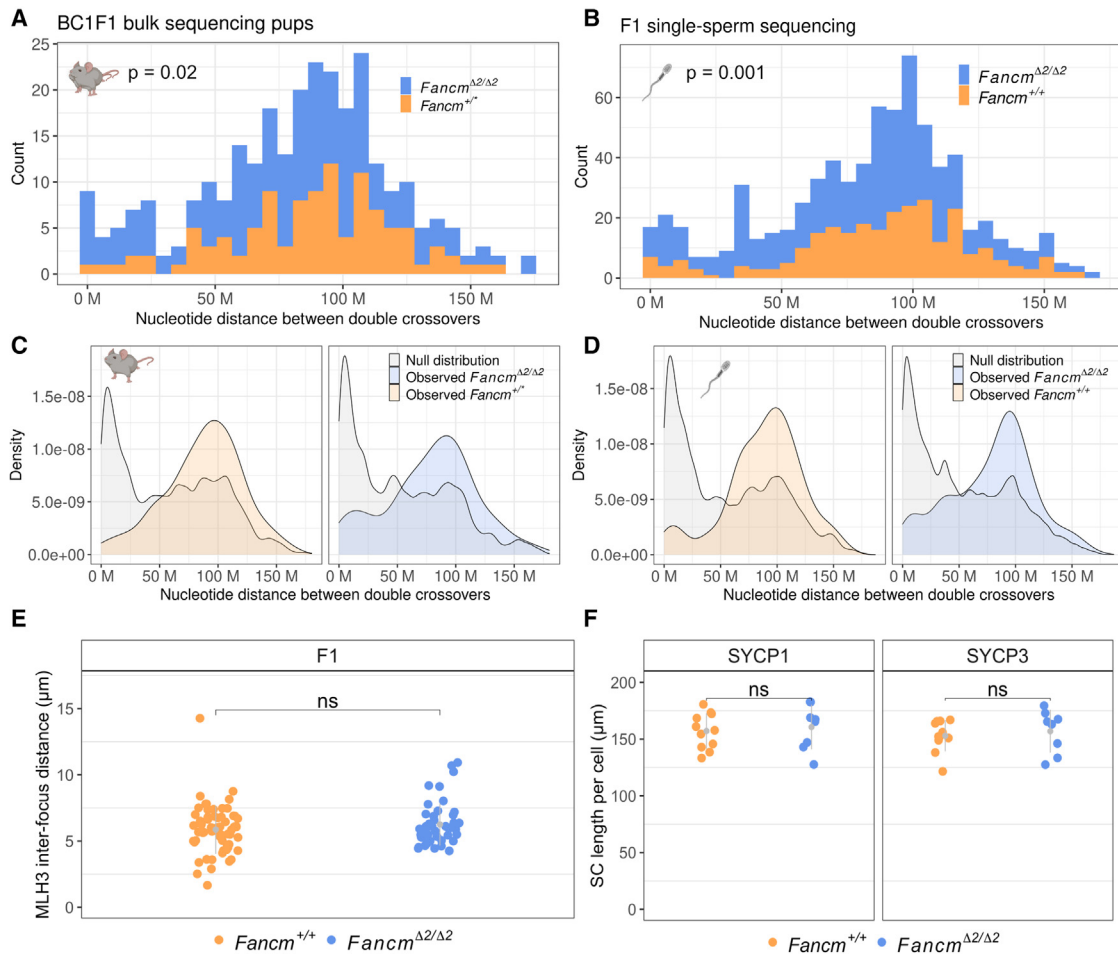 A
BC1F1 bulk sequencing pups
25
20
15
10
5
0
Count
p = 0.02
Fancm^Δ2/Δ2
Fancm^+/*
0 M
50 M
100 M
150 M
Nucleotide distance between double crossovers
B
F1 single-sperm sequencing
60
40
20
0
Count
p = 0.001
Fancm^Δ2/Δ2
Fancm^+/+
0 M
50 M
100 M
150 M
Nucleotide distance between double crossovers
C
1.5e-08
1.0e-08
5.0e-09
0.0e+00
Density
Null distribution
Observed Fancm^Δ2/Δ2
Observed Fancm^+/*
0 M
50 M
100 M
150 M
0 M
50 M
100 M
150 M
Nucleotide distance between double crossovers
D
1.5e-08
1.0e-08
5.0e-09
0.0e+00
Density
Null distribution
Observed Fancm^Δ2/Δ2
Observed Fancm^+/+
0 M
50 M
100 M
150 M
0 M
50 M
100 M
150 M
Nucleotide distance between double crossovers
E
F1
15
10
5
0
MLH3 inter-focus distance (μm)
ns
Fancm^+/+
Fancm^Δ2/Δ2
F
SYCP1
SYCP3
200
150
100
50
0
SC length per cell (μm)
ns
ns
Fancm^+/+
Fancm^Δ2/Δ2